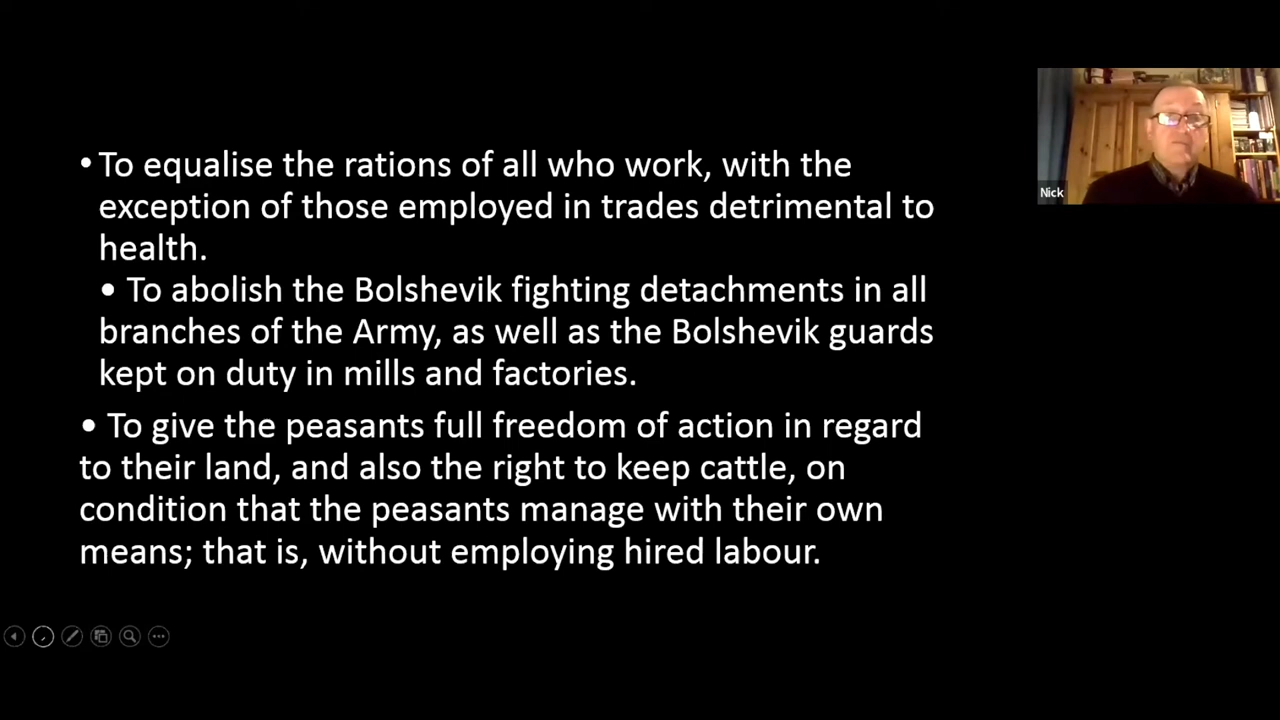 • To equalise the rations of all who work, with the
exception of those employed in trades detrimental to
health.
• To abolish the Bolshevik fighting detachments in all
branches of the Army, as well as the Bolshevik guards
kept on duty in mills and factories.
• To give the peasants full freedom of action in regard
to their land, and also the right to keep cattle, on
condition that the peasants manage with their own
means; that is, without employing hired labour.
Nick